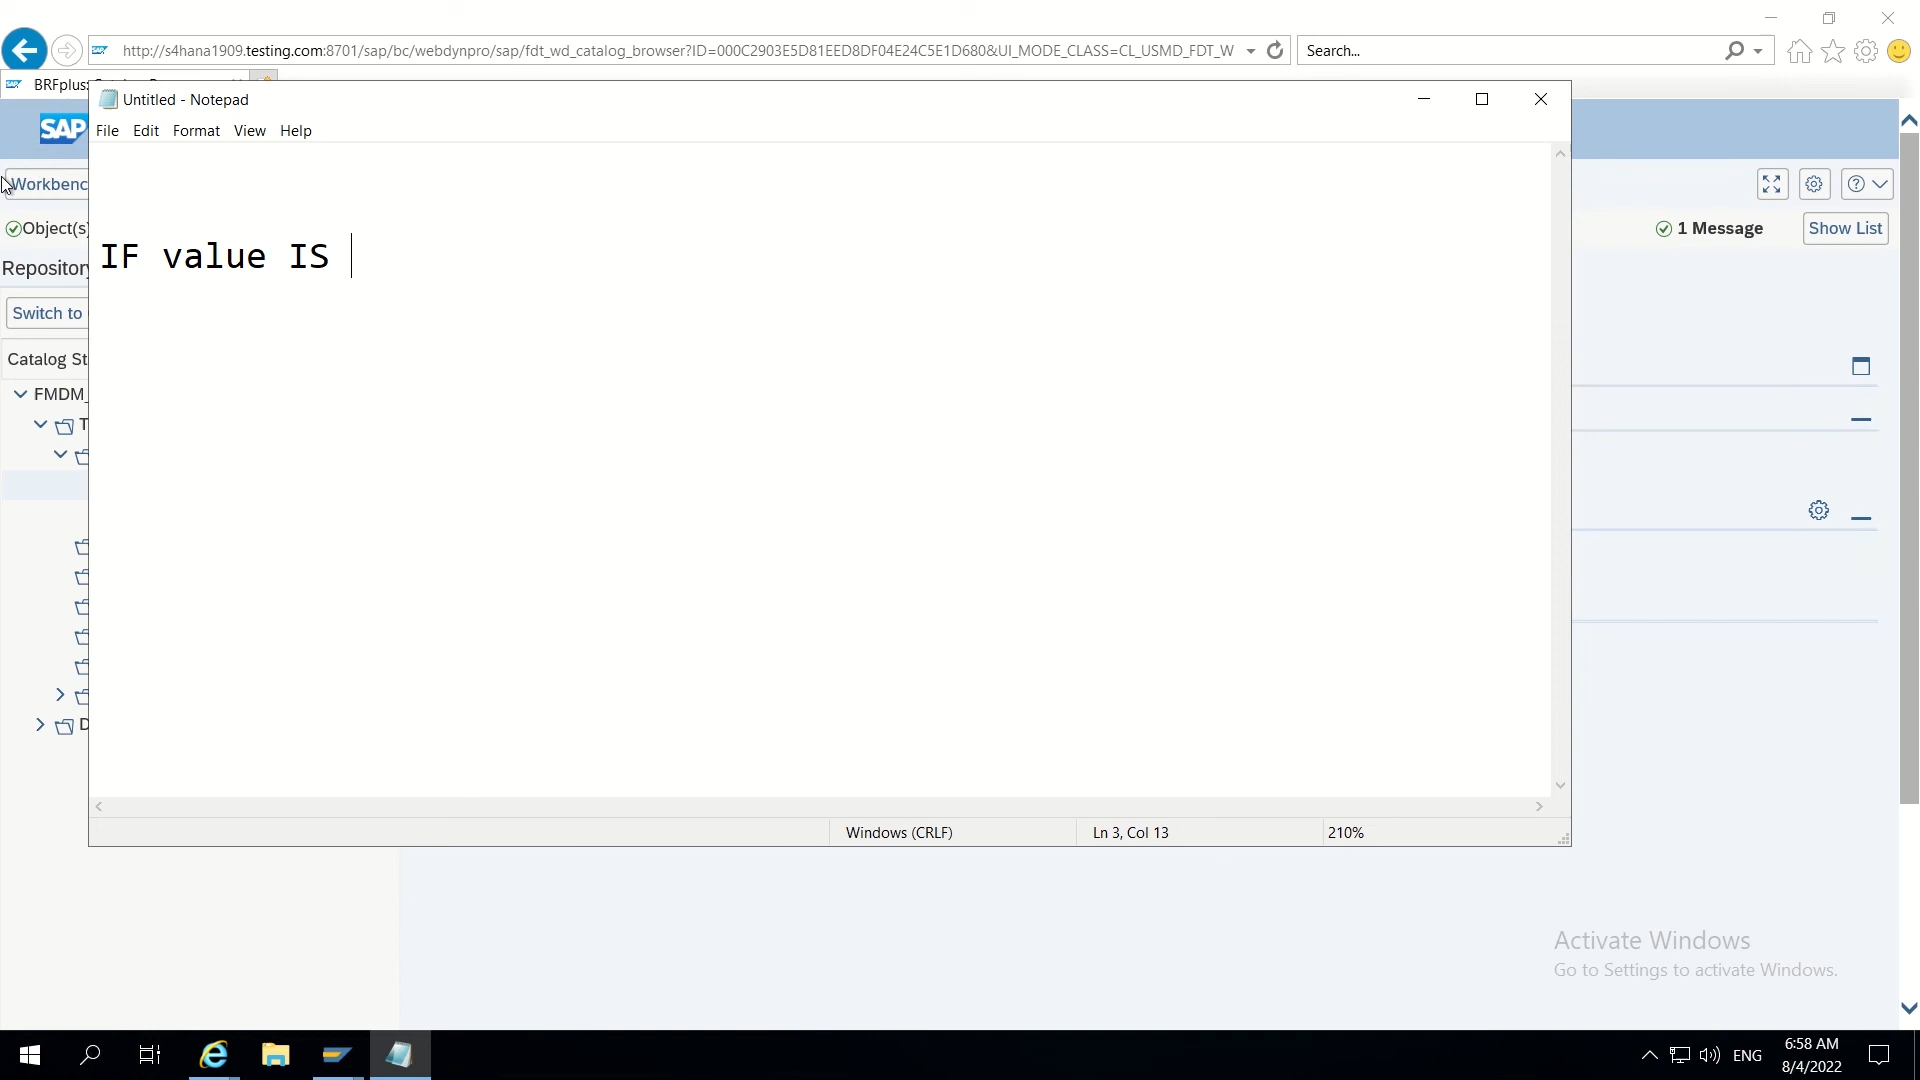 http://s4hana1909.testing.com:8701/sap/bc/webdynpro/sap/fdt_wd_catalog_browser?ID=000C2903E5D81EED8DF04E24C5E1D680&UI_MODE_CLASS=CL_USMD_FDT_W
Search...
BRFplus:
Untitled - Notepad
File Edit Format View Help
SAP
Workbenc
Object(s)
1 Message
Show List
IF value IS
Repository
Switch to
Catalog St
FMDM_
T
D
Windows (CRLF)
Ln 3, Col 13
210%
Activate Windows
Go to Settings to activate Windows.
ENG
6:58 AM
8/4/2022